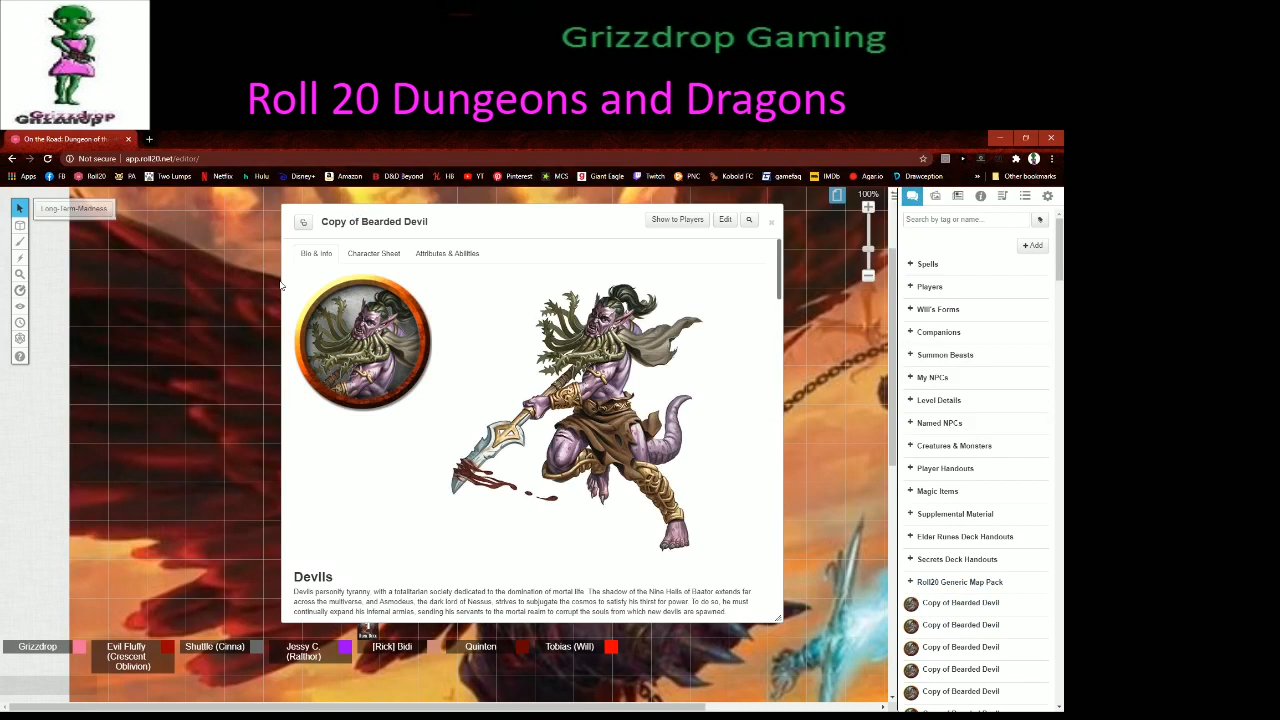 Grizzdrop Gaming
Roll 20 Dungeons and Dragons
Grizzdrop
On the Road: Dungeon of the
Not secure
app.roll20.net/editor/
Apps FB Roll20 PA Two Lumps Netflix Hulu Disney+ Amazon D&D Beyond HB YT Pinterest MCS Giant Eagle Twitch PNC Kobold FC gamefaq IMDb Agar.io Drawception » Other bookmarks
Long-Term-Madness
100%
Copy of Bearded Devil
Show to Players
Edit
Bio & Info
Character Sheet
Attributes & Abilities
Devils
Devils personify tyranny, with a totalitarian society dedicated to the domination of mortal life. The shadow of the Nine Hells of Baator extends far
across the multiverse, and Asmodeus, the dark lord of Nessus, strives to subjugate the cosmos to satisfy his thirst for power. To do so, he must
continually expand his infernal armies, sending his servants to the mortal realm to corrupt the souls from which new devils are spawned.
Search by tag or name...
+ Add
Spells
Players
Will's Forms
Companions
Summon Beasts
My NPCs
Level Details
Named NPCs
Creatures & Monsters
Player Handouts
Magic Items
Supplemental Material
Elder Runes Deck Handouts
Secrets Deck Handouts
Roll20 Generic Map Pack
Copy of Bearded Devil
Copy of Bearded Devil
Copy of Bearded Devil
Copy of Bearded Devil
Copy of Bearded Devil
Grizzdrop
Evil Fluffy
(Crescent
Oblivion)
Shuttle (Cinna)
Jessy C.
(Ralthor)
[Rick] Bidi
Quinten
Tobias (Will)